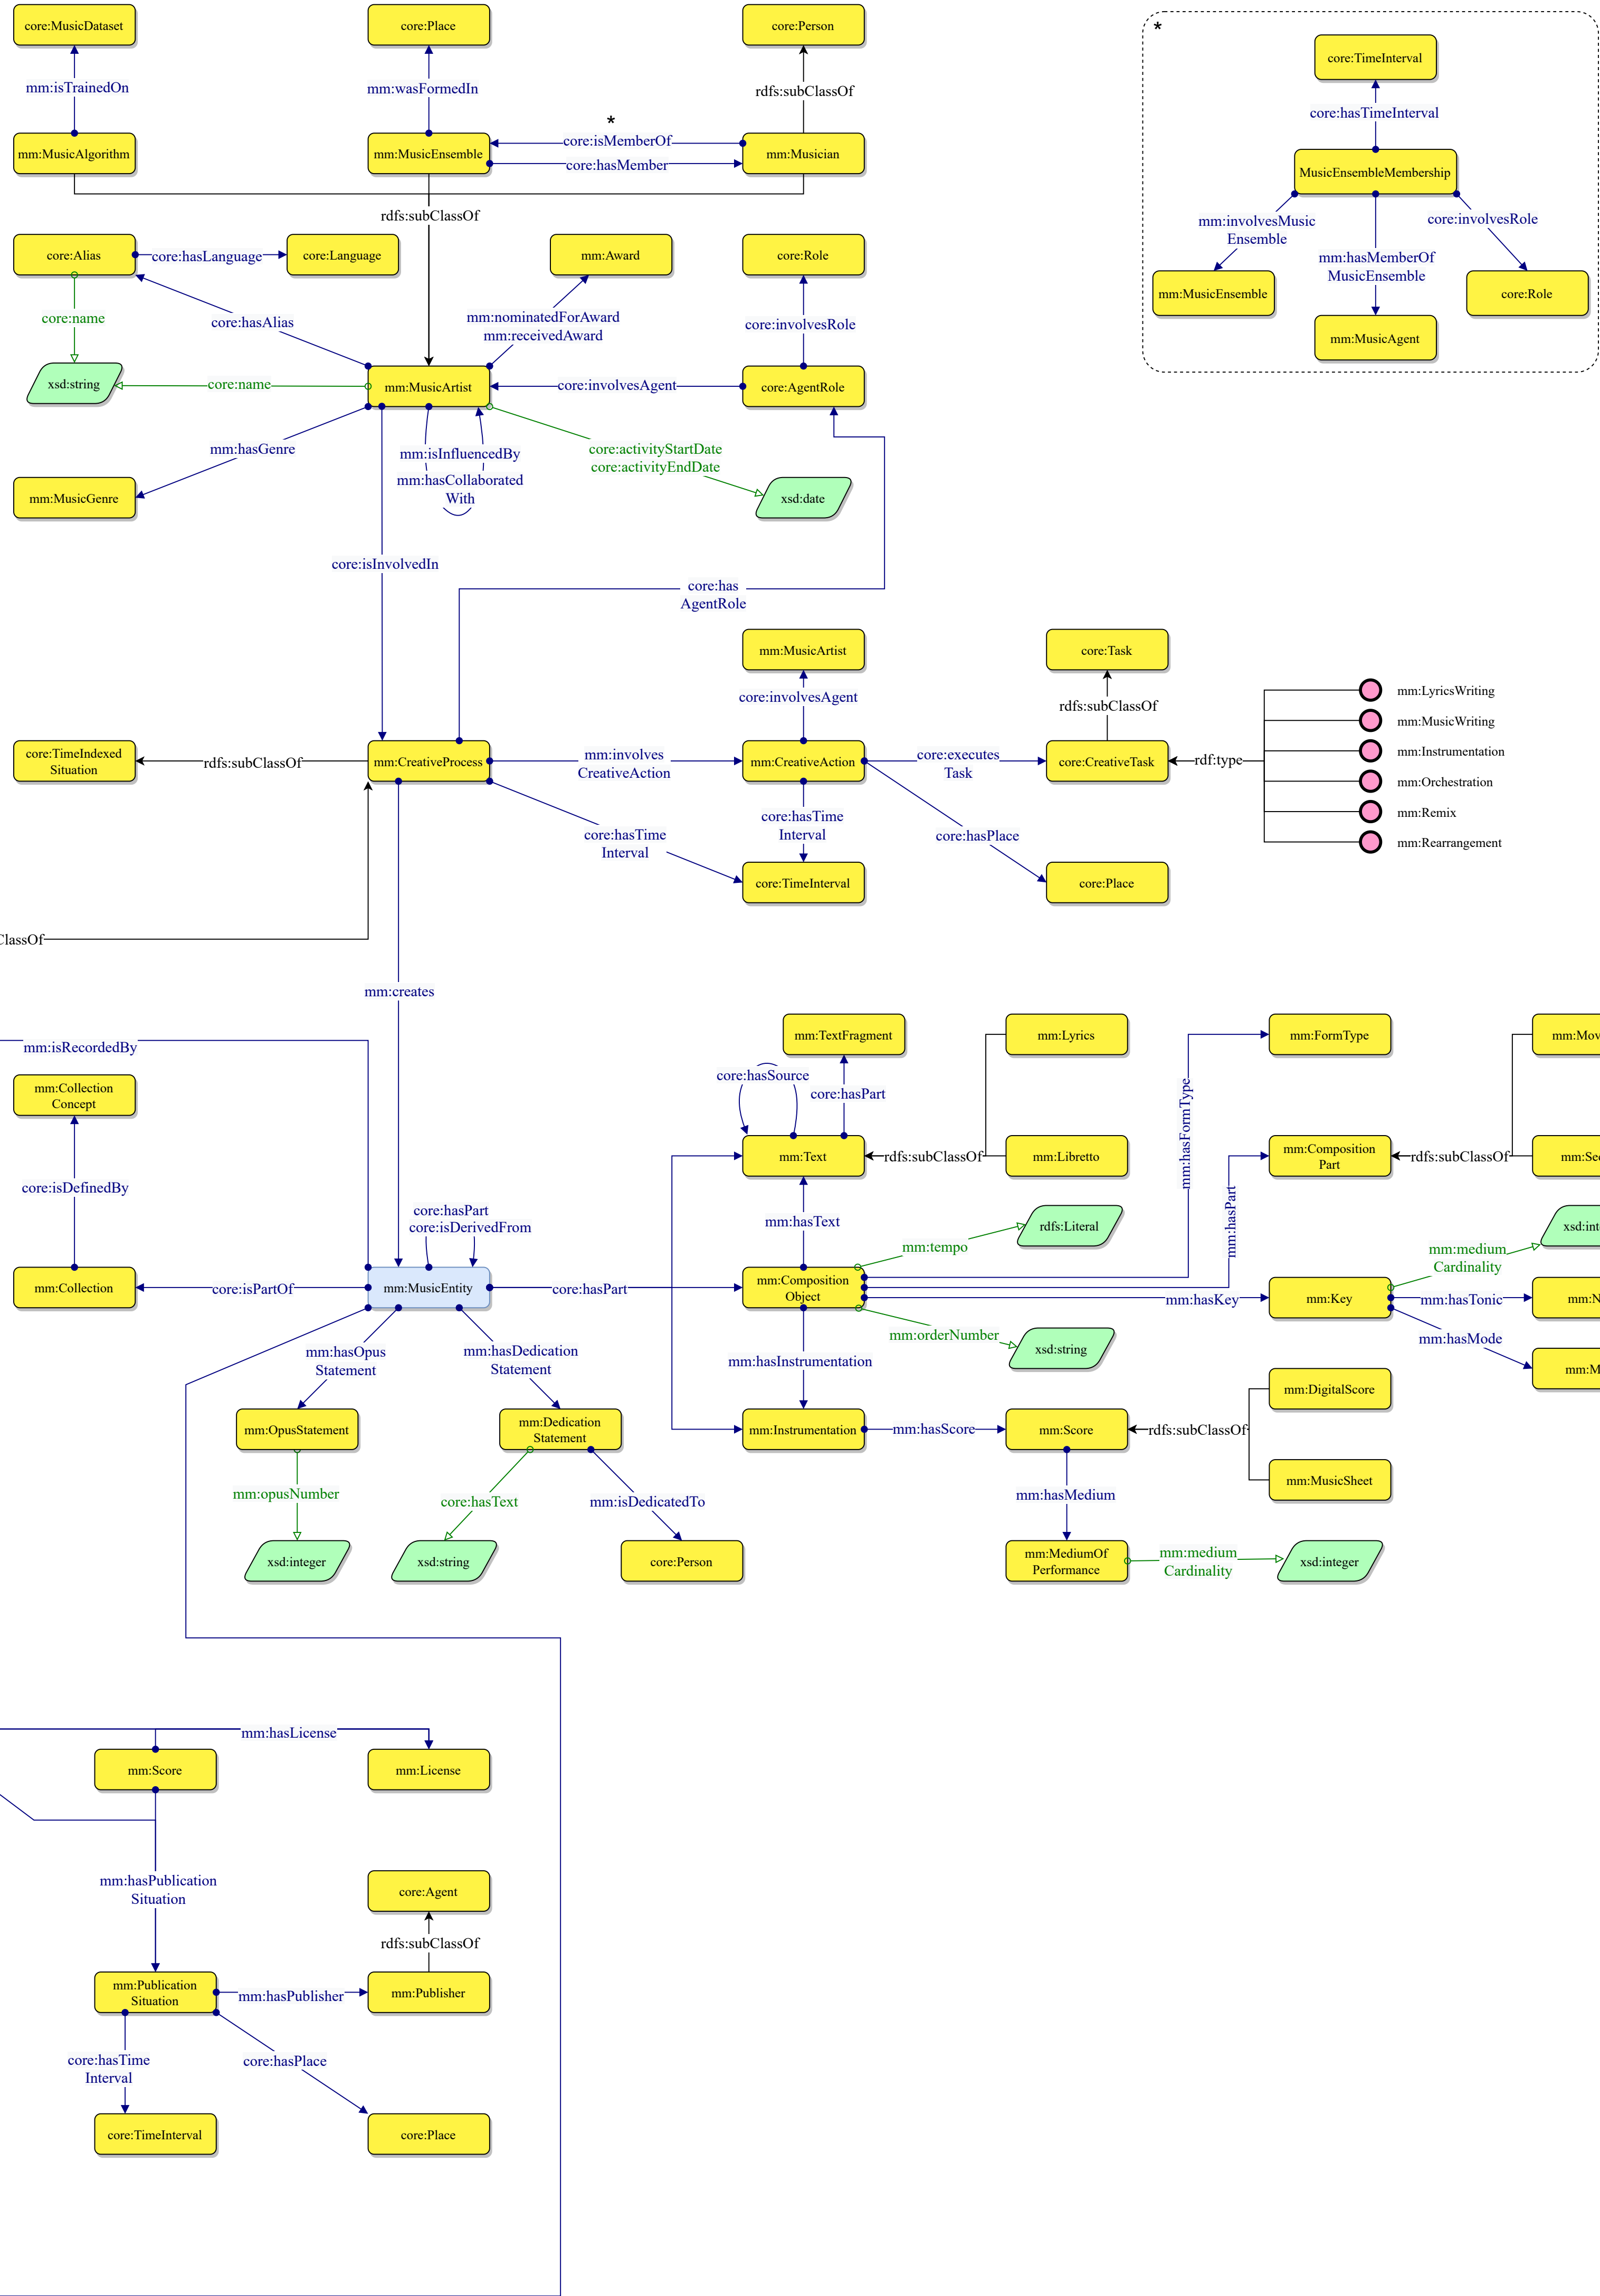 core:MusicDataset
core:Place
core:Person
*
core:TimeInterval
mm:isTrainedOn
mm:wasFormedIn
rdfs:subClassOf
core:hasTimeInterval
*
mm:MusicAlgorithm
mm:MusicEnsemble
core:isMemberOf
core:hasMember
mm:Musician
MusicEnsembleMembership
rdfs:subClassOf
mm:involvesMusic
Ensemble
core:involvesRole
mm:hasMemberOf
MusicEnsemble
core:Alias
core:hasLanguage
core:Language
mm:Award
core:Role
mm:MusicEnsemble
core:Role
core:name
core:hasAlias
mm:nominatedForAward
mm:receivedAward
core:involvesRole
mm:MusicAgent
xsd:string
core:name
mm:MusicArtist
core:involvesAgent
core:AgentRole
mm:hasGenre
mm:isInfluencedBy
core:activityStartDate
core:activityEndDate
mm:hasCollaborated
With
mm:MusicGenre
xsd:date
core:isInvolvedIn
core:has
AgentRole
mm:MusicArtist
core:Task
core:involvesAgent
rdfs:subClassOf
mm:LyricsWriting
mm:MusicWriting
core:TimeIndexed
Situation
rdfs:subClassOf
mm:CreativeProcess
mm:involves
CreativeAction
mm:CreativeAction
core:executes
Task
core:CreativeTask
rdf:type
mm:Instrumentation
mm:Orchestration
mm:Remix
mm:Rearrangement
core:hasTime
Interval
core:hasTime
Interval
core:hasPlace
core:TimeInterval
core:Place
ClassOf
mm:creates
mm:isRecordedBy
mm:TextFragment
mm:Lyrics
mm:FormType
mm:Mov
mm:Collection
Concept
core:hasSource
core:hasPart
mm:hasFormType
mm:Text
rdfs:subClassOf
mm:Libretto
mm:Composition
Part
rdfs:subClassOf
mm:Sec
core:isDefinedBy
core:hasPart
core:isDerivedFrom
mm:hasText
mm:tempo
rdfs:Literal
mm:hasPart
xsd:inte
mm:medium
Cardinality
mm:Collection
core:isPartOf
mm:MusicEntity
core:hasPart
mm:Composition
Object
mm:hasKey
mm:Key
mm:hasTonic
mm:N
mm:hasOpus
Statement
mm:hasDedication
Statement
mm:orderNumber
xsd:string
mm:hasMode
mm:M
mm:hasInstrumentation
mm:DigitalScore
mm:OpusStatement
mm:Dedication
Statement
mm:Instrumentation
mm:hasScore
mm:Score
rdfs:subClassOf
mm:MusicSheet
mm:opusNumber
core:hasText
mm:isDedicatedTo
mm:hasMedium
xsd:integer
xsd:string
core:Person
mm:MediumOf
Performance
mm:medium
Cardinality
xsd:integer
mm:hasLicense
mm:Score
mm:License
mm:hasPublication
Situation
core:Agent
rdfs:subClassOf
mm:Publication
Situation
mm:hasPublisher
mm:Publisher
core:hasTime
Interval
core:hasPlace
core:TimeInterval
core:Place